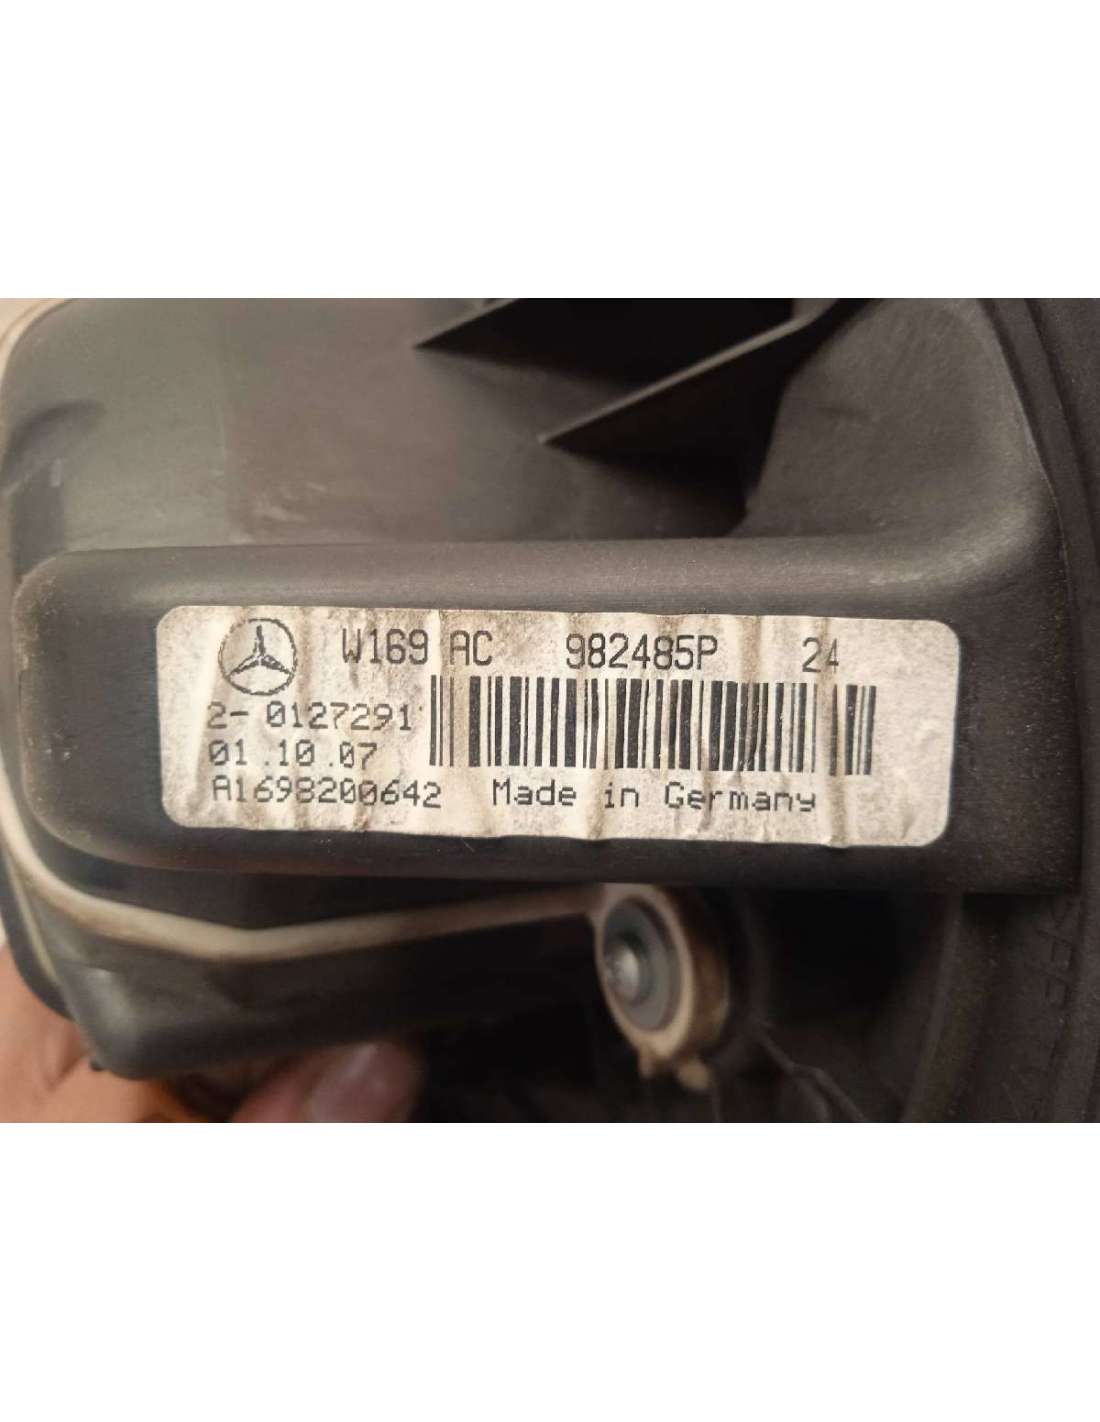 W169 AC 982485P 24
2- 0127291
01.10.07
A1698200642 Made in Germany